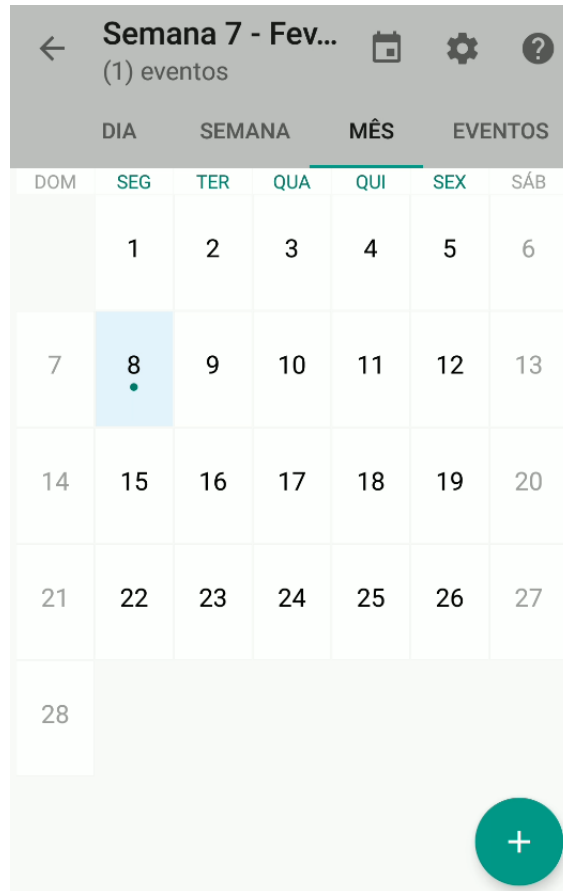 Semana 7 - Fev...
(1) eventos
DIA SEMANA MÊS EVENTOS
DOM SEG TER QUA QUI SEX SÁB
1 2 3 4 5 6
7 8 9 10 11 12 13
14 15 16 17 18 19 20
21 22 23 24 25 26 27
28